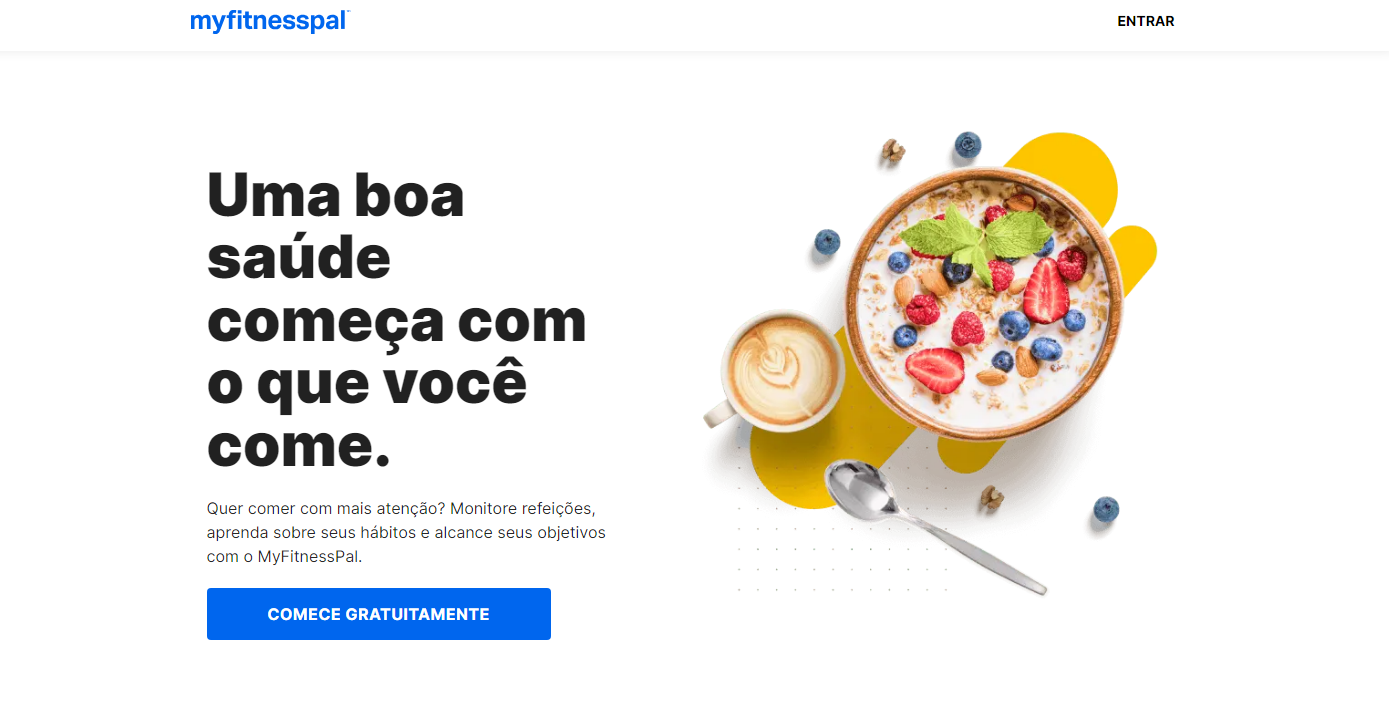 myfitnesspal
ENTRAR
Uma boa
saúde
começa com
o que você
come.
Quer comer com mais atenção? Monitore refeições,
aprenda sobre seus hábitos e alcance seus objetivos
com o MyFitnessPal.
COMECE GRATUITAMENTE